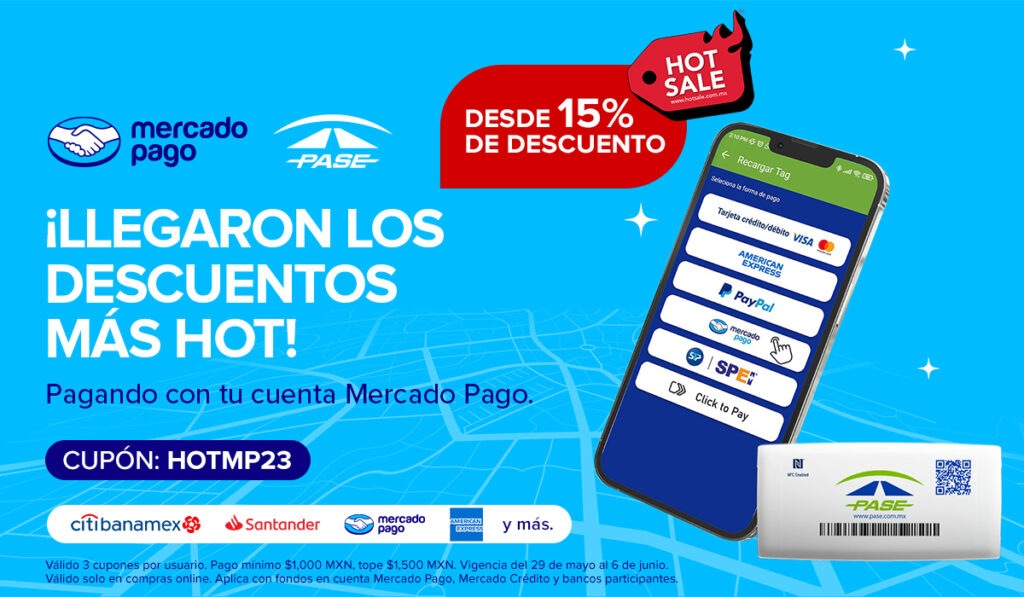 mercado
pago
PASE
¡LLEGARON LOS
DESCUENTOS
MÁS HOT!
Pagando con tu cuenta Mercado Pago.
CUPÓN: HOTMP23
citibanamex
Santander
mercado
pago
AMERICAN
EXPRESS
y más.
Válido 3 cupones por usuario. Pago mínimo $1,000 MXN, tope $1,500 MXN. Vigencia del 29 de mayo al 6 de junio.
Válido solo en compras online. Aplica con fondos en cuenta Mercado Pago, Mercado Crédito y bancos participantes.
DESDE 15%
DE DESCUENTO
HOT
SALE
www.hotsale.com.mx
2:10 PM
Recargar Tag
Selecciona la forma de pago
Tarjeta crédito/débito VISA
AMERICAN
EXPRESS
PayPal
mercado
pago
SPEI
Click to Pay
NFC Enabled
PASE
www.pase.com.mx